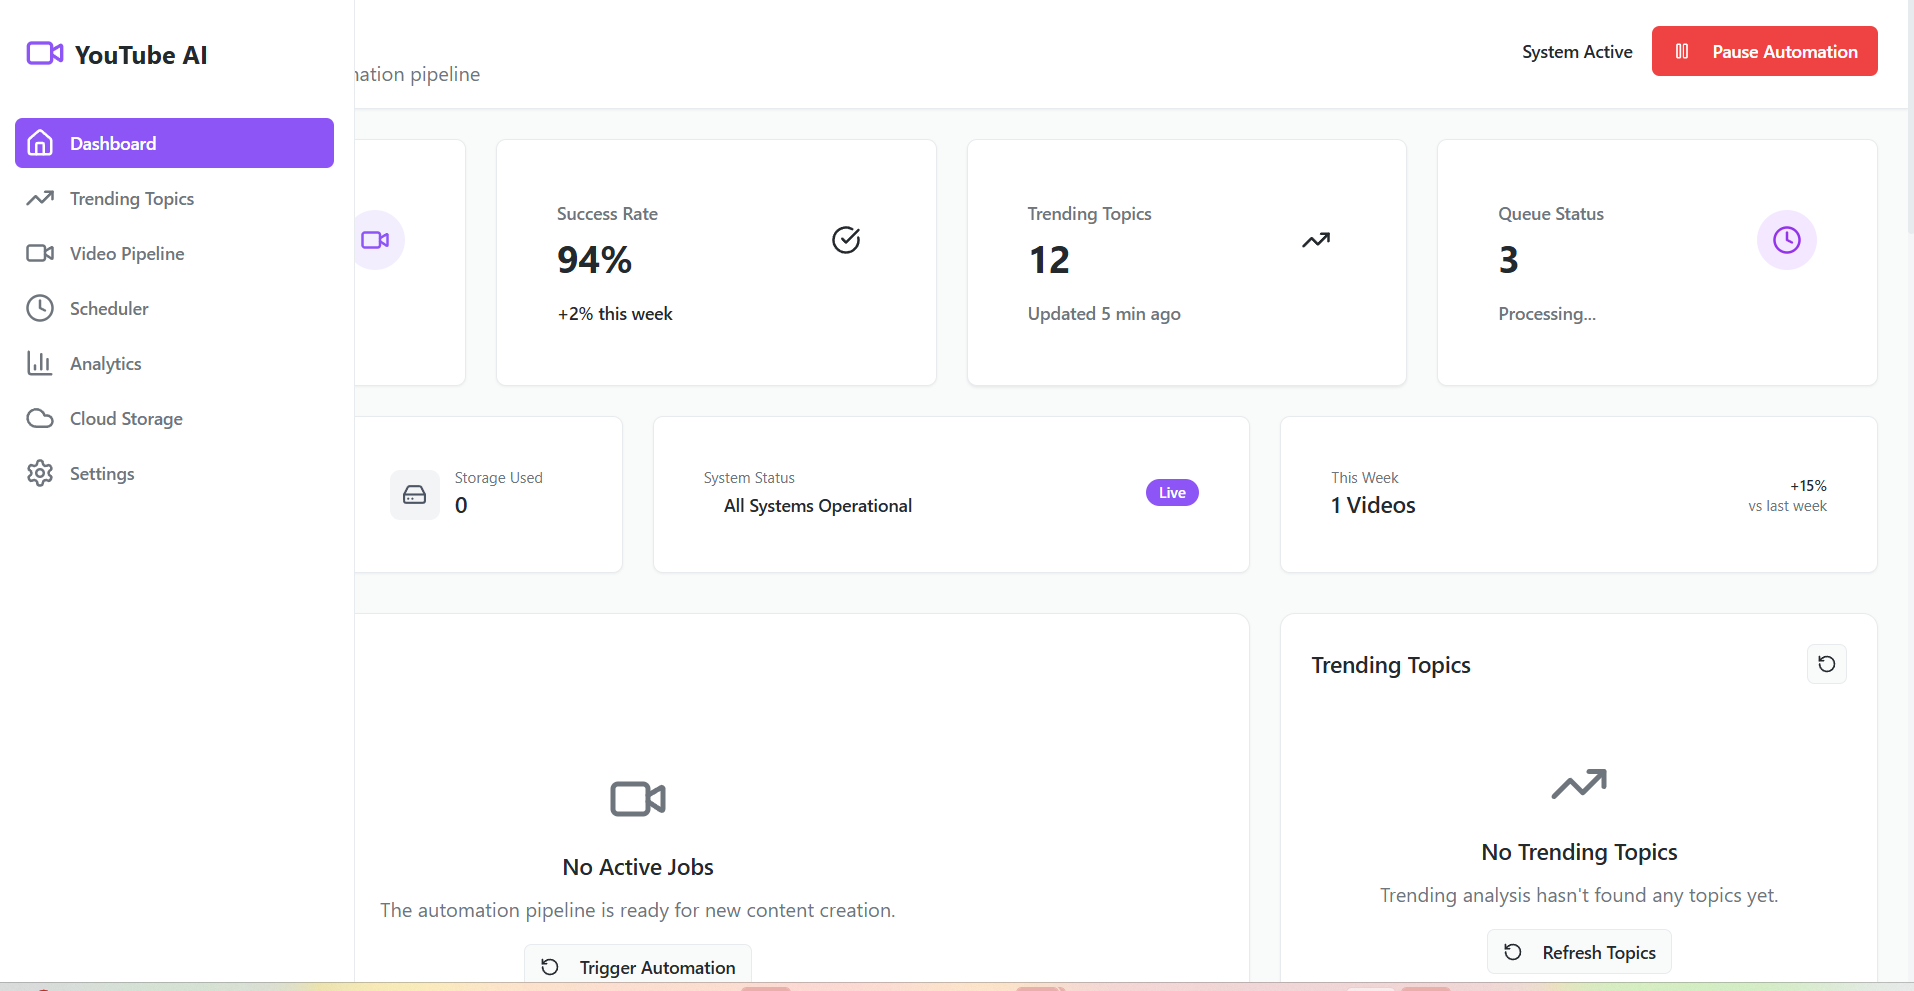 YouTube AI
Dashboard
Trending Topics
Video Pipeline
Scheduler
Analytics
Cloud Storage
Settings
mation pipeline
System Active
Pause Automation
Success Rate
94%
+2% this week
Trending Topics
12
Updated 5 min ago
Queue Status
3
Processing...
Storage Used
0
System Status
All Systems Operational
Live
This Week
1 Videos
+15%
vs last week
No Active Jobs
The automation pipeline is ready for new content creation.
Trigger Automation
Trending Topics
No Trending Topics
Trending analysis hasn't found any topics yet.
Refresh Topics